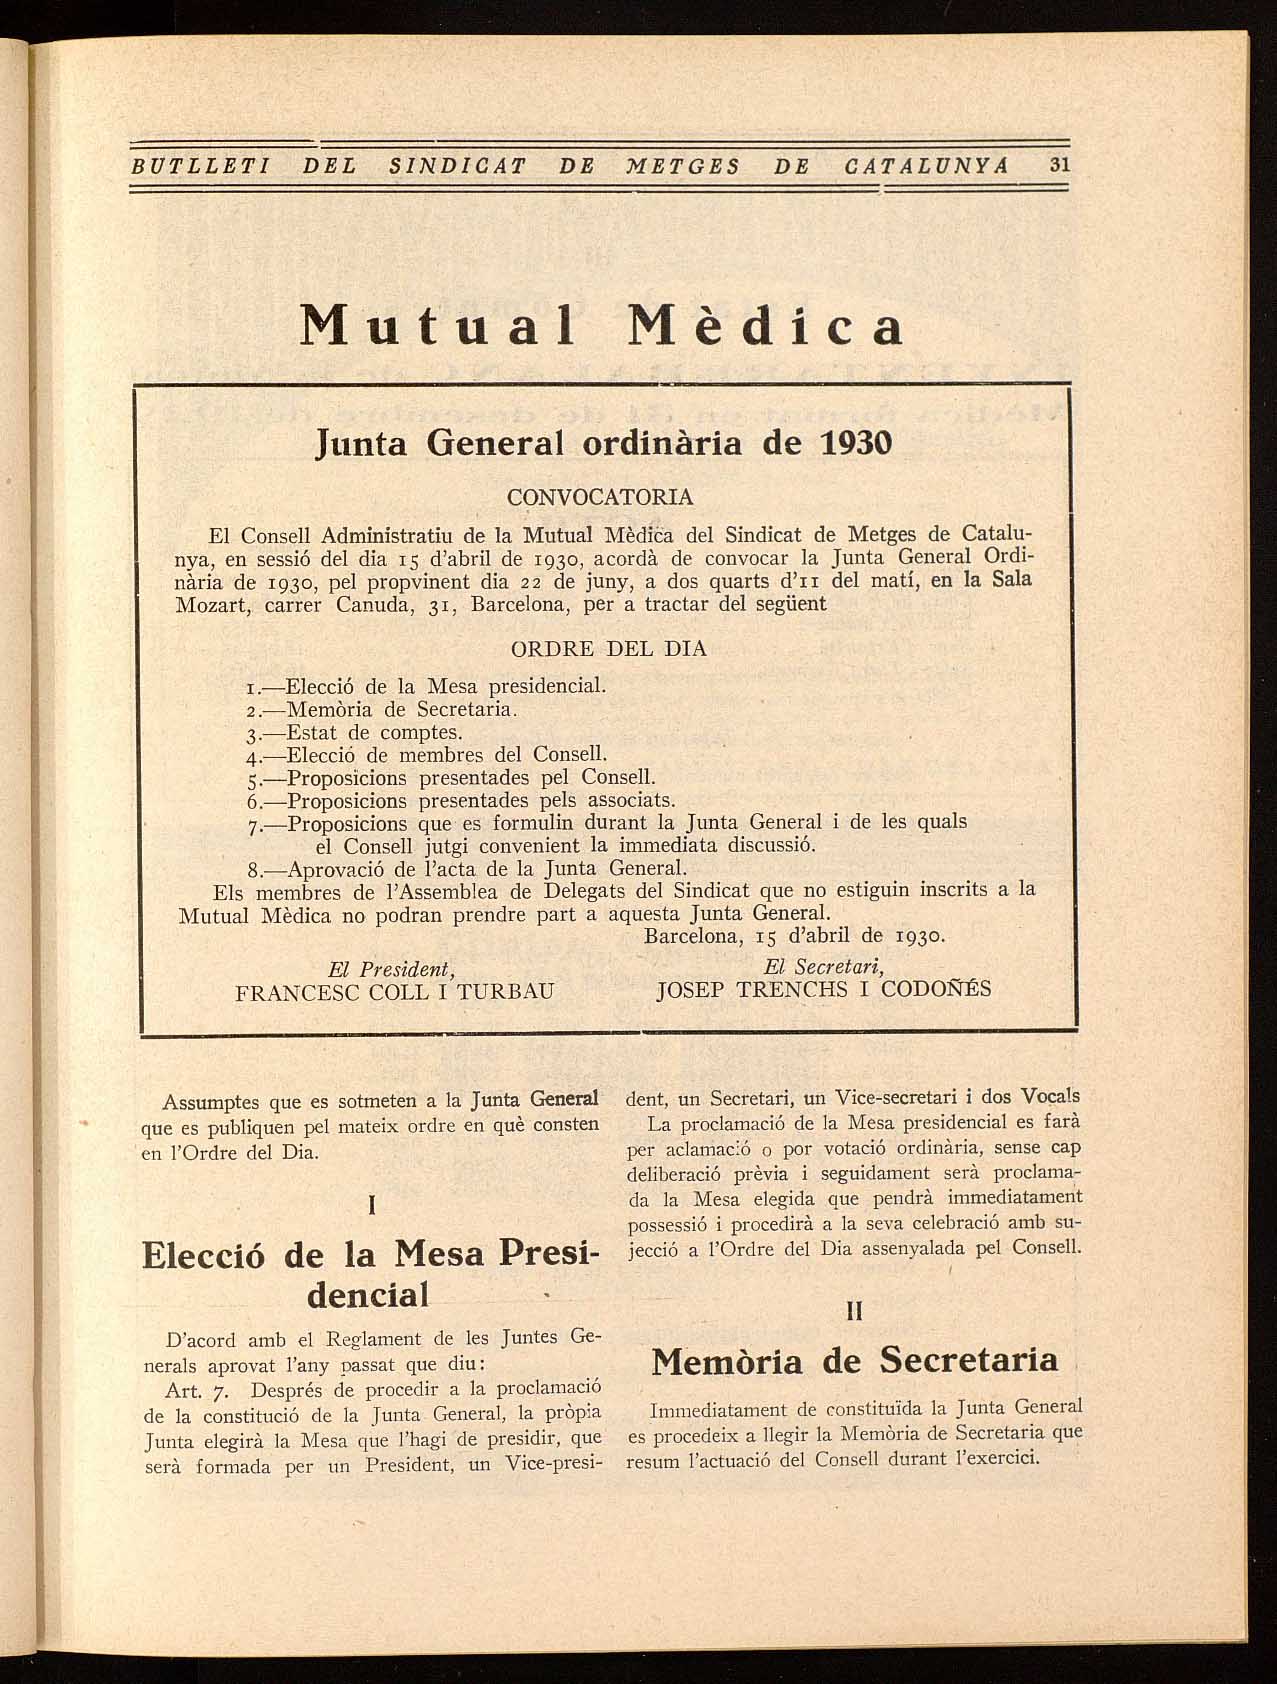 BUTLLETI DEL SINDICAT DE METGES DE CATALUNYA 31
Mutual Mèdica
Junta General ordinària de 1930
CONVOCATORIA
El Consell Administratiu de la Mutual Mèdica del Sindicat de Metges de Catalu-
nya, en sessió del dia 15 d'abril de 1930, acordà de convocar la Junta General Ordi-
nària de 1930, pel propvinent dia 22 de juny, a dos quarts d'11 del matí, en la Sala
Mozart, carrer Canuda, 31, Barcelona, per a tractar del següent
ORDRE DEL DIA
1.—Elecció de la Mesa presidencial.
2.—Memòria de Secretaria.
3.—Estat de comptes.
4.—Elecció de membres del Consell.
5.—Proposicions presentades pel Consell.
6.—Proposicions presentades pels associats.
7.—Proposicions que es formulin durant la Junta General i de les quals
el Consell jutgi convenient la immediata discussió.
8.—Aprovació de l'acta de la Junta General.
Els membres de l'Assemblea de Delegats del Sindicat que no estiguin inscrits a la
Mutual Mèdica no podran prendre part a aquesta Junta General.
Barcelona, 15 d'abril de 1930.
El President,
FRANCESC COLL I TURBAU
El Secretari,
JOSEP TRENCHS I CODOÑÉS
Assumptes que es sotmeten a la Junta General
que es publiquen pel mateix ordre en què consten
en l'Ordre del Dia.
I
Elecció de la Mesa Presi-
dencial
D'acord amb el Reglament de les Juntes Ge-
nerals aprovat l'any passat que diu:
Art. 7. Després de procedir a la proclamació
de la constitució de la Junta General, la pròpia
Junta elegirà la Mesa que l'hagi de presidir, que
serà formada per un President, un Vice-presi-
dent, un Secretari, un Vice-secretari i dos Vocals
La proclamació de la Mesa presidencial es farà
per aclamació o por votació ordinària, sense cap
deliberació prèvia i seguidament serà proclama-
da la Mesa elegida que pendrà immediatament
possessió i procedirà a la seva celebració amb su-
jecció a l'Ordre del Dia assenyalada pel Consell.
II
Memòria de Secretaria
Immediatament de constituïda la Junta General
es procedeix a llegir la Memòria de Secretaria que
resum l'actuació del Consell durant l'exercici.